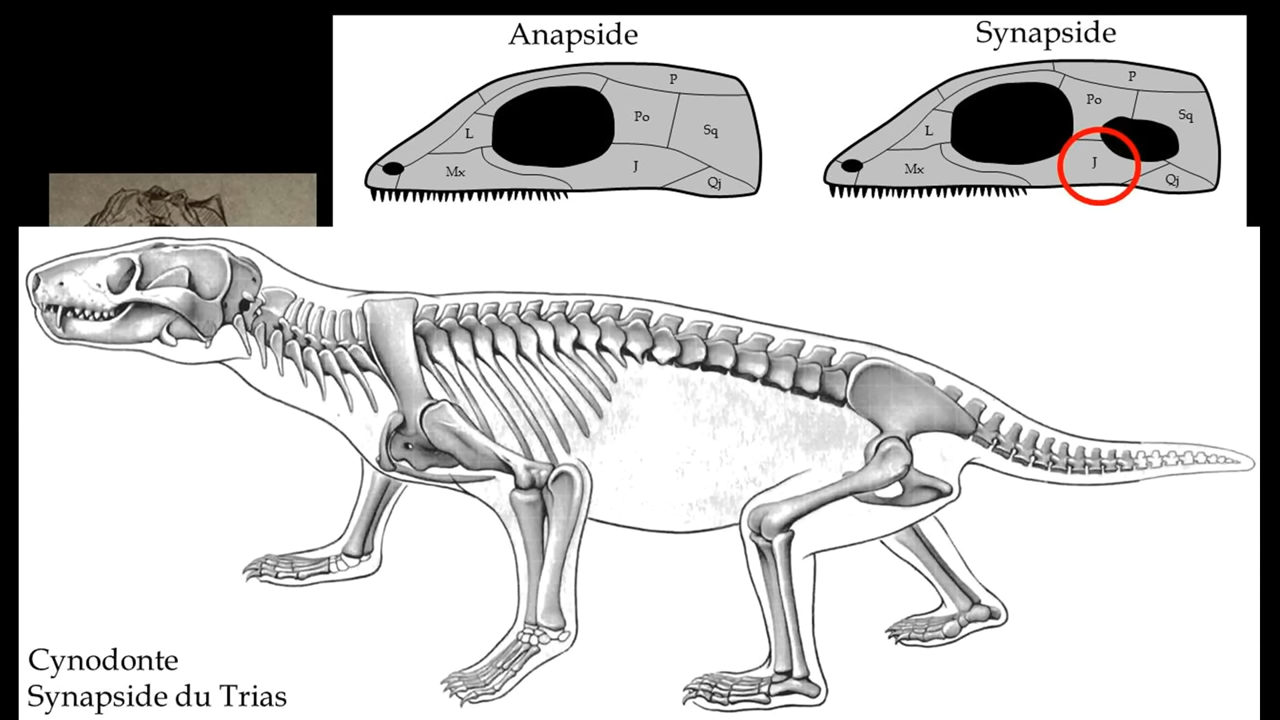 Anapside
P
Po
Sq
L
Mx
J
Qj
Synapside
P
Po
Sq
L
Mx
J
Qj
Cynodonte
Synapside du Trias